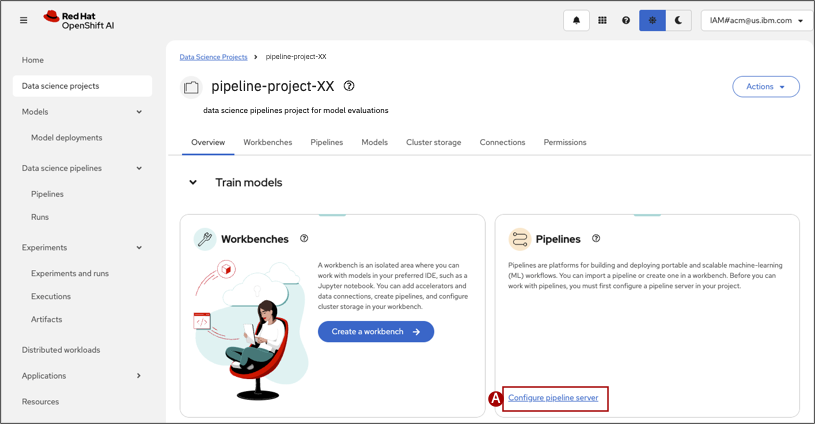 Red Hat
OpenShift AI
IAM#acm@us.ibm.com
Home
Data science projects
Models
Model deployments
Data science pipelines
Pipelines
Runs
Experiments
Experiments and runs
Executions
Artifacts
Distributed workloads
Applications
Resources
Data Science Projects > pipeline-project-XX
pipeline-project-XX
Actions
data science pipelines project for model evaluations
Overview Workbenches Pipelines Models Cluster storage Connections Permissions
Train models
Workbenches
A workbench is an isolated area where you can
work with models in your preferred IDE, such as a
Jupyter notebook. You can add accelerators and
data connections, create pipelines, and configure
cluster storage in your workbench.
Create a workbench
Pipelines
Pipelines are platforms for building and deploying portable and scalable machine-learning
(ML) workflows. You can import a pipeline or create one in a workbench. Before you can
work with pipelines, you must first configure a pipeline server in your project.
A
Configure pipeline server